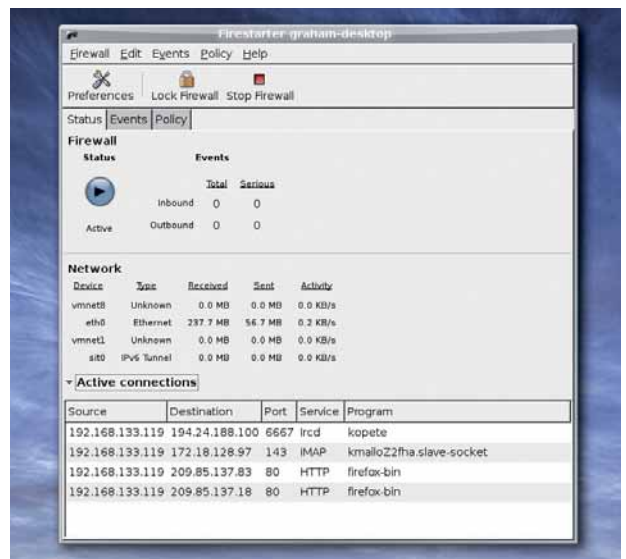 Firestarter graham-desktop
Firewall Edit Events Policy Help
Preferences Lock Firewall Stop Firewall
Status Events Policy
Firewall
Status Events
Total Serious
Inbound 0 0
Active Outbound 0 0
Network
Device Type Received Sent Activity
vmnet8 Unknown 0.0 MB 0.0 MB 0.0 KB/s
eth0 Ethernet 237.7 MB 56.7 MB 0.2 KB/s
vmnet1 Unknown 0.0 MB 0.0 MB 0.0 KB/s
sit0 IPv6 Tunnel 0.0 MB 0.0 MB 0.0 KB/s
Active connections
Source Destination Port Service Program
192.168.133.119 194.24.188.100 6667 Ircd kopete
192.168.133.119 172.18.128.97 143 IMAP kmailoZ2fha.slave-socket
192.168.133.119 209.85.137.83 80 HTTP firefox-bin
192.168.133.119 209.85.137.18 80 HTTP firefox-bin